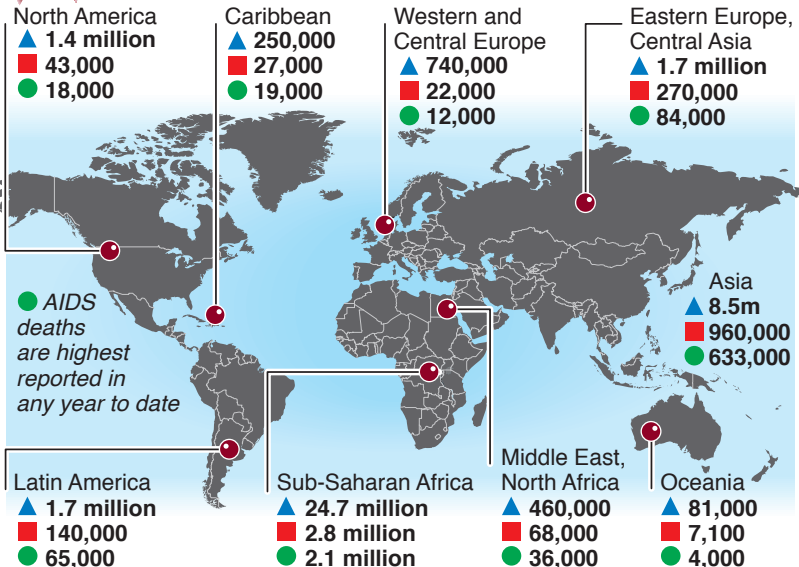 North America
1.4 million
43,000
18,000
Caribbean
250,000
27,000
19,000
Western and
Central Europe
740,000
22,000
12,000
Eastern Europe,
Central Asia
1.7 million
270,000
84,000
Asia
8.5m
960,000
633,000
AIDS
deaths
are highest
reported in
any year to date
Latin America
1.7 million
140,000
65,000
Sub-Saharan Africa
24.7 million
2.8 million
2.1 million
Middle East,
North Africa
460,000
68,000
36,000
Oceania
81,000
7,100
4,000